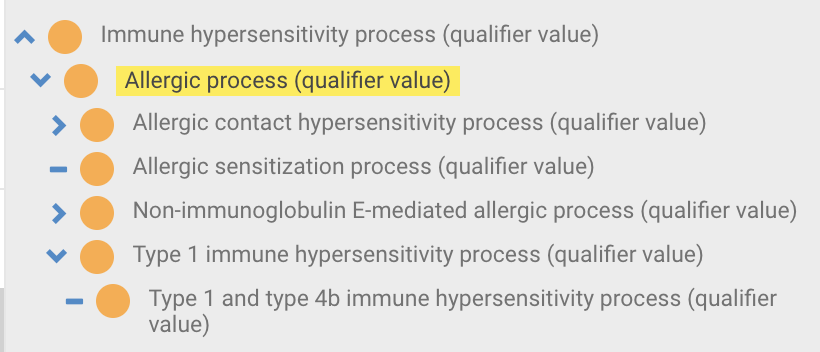 Immune hypersensitivity process (qualifier value)
Allergic process (qualifier value)
Allergic contact hypersensitivity process (qualifier value)
Allergic sensitization process (qualifier value)
Non-immunoglobulin E-mediated allergic process (qualifier value)
Type 1 immune hypersensitivity process (qualifier value)
Type 1 and type 4b immune hypersensitivity process (qualifier
value)